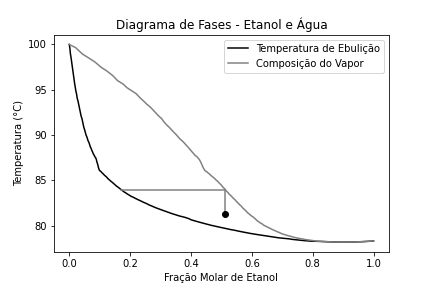 Diagrama de Fases - Etanol e Água
Temperatura de Ebulição
Composição do Vapor
Temperatura (°C)
100
95
90
85
80
0.0 0.2 0.4 0.6 0.8 1.0
Fração Molar de Etanol